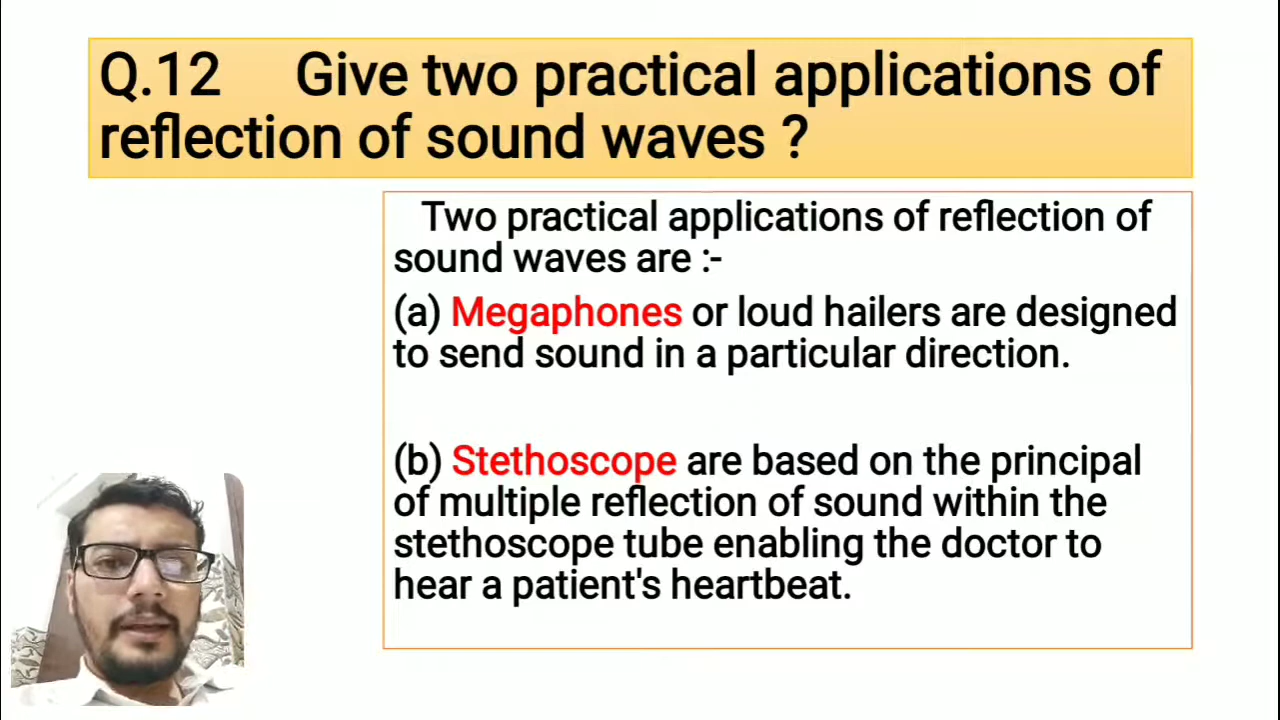 Q.12 Give two practical applications of
reflection of sound waves ?
Two practical applications of reflection of
sound waves are :-
(a) Megaphones or loud hailers are designed
to send sound in a particular direction.
(b) Stethoscope are based on the principal
of multiple reflection of sound within the
stethoscope tube enabling the doctor to
hear a patient's heartbeat.